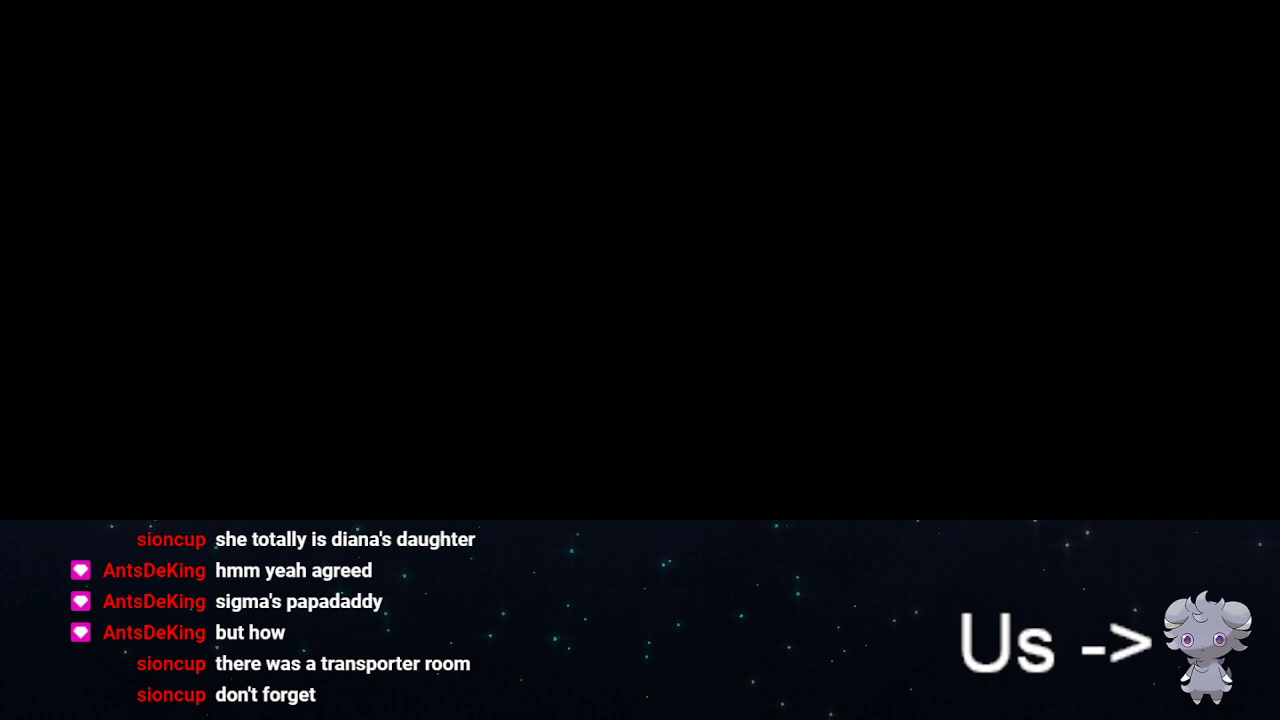 sioncup she totally is diana's daughter
AntsDeKing hmm yeah agreed
AntsDeKing sigma's papadaddy
AntsDeKing but how
sioncup there was a transporter room
sioncup don't forget
Us ->